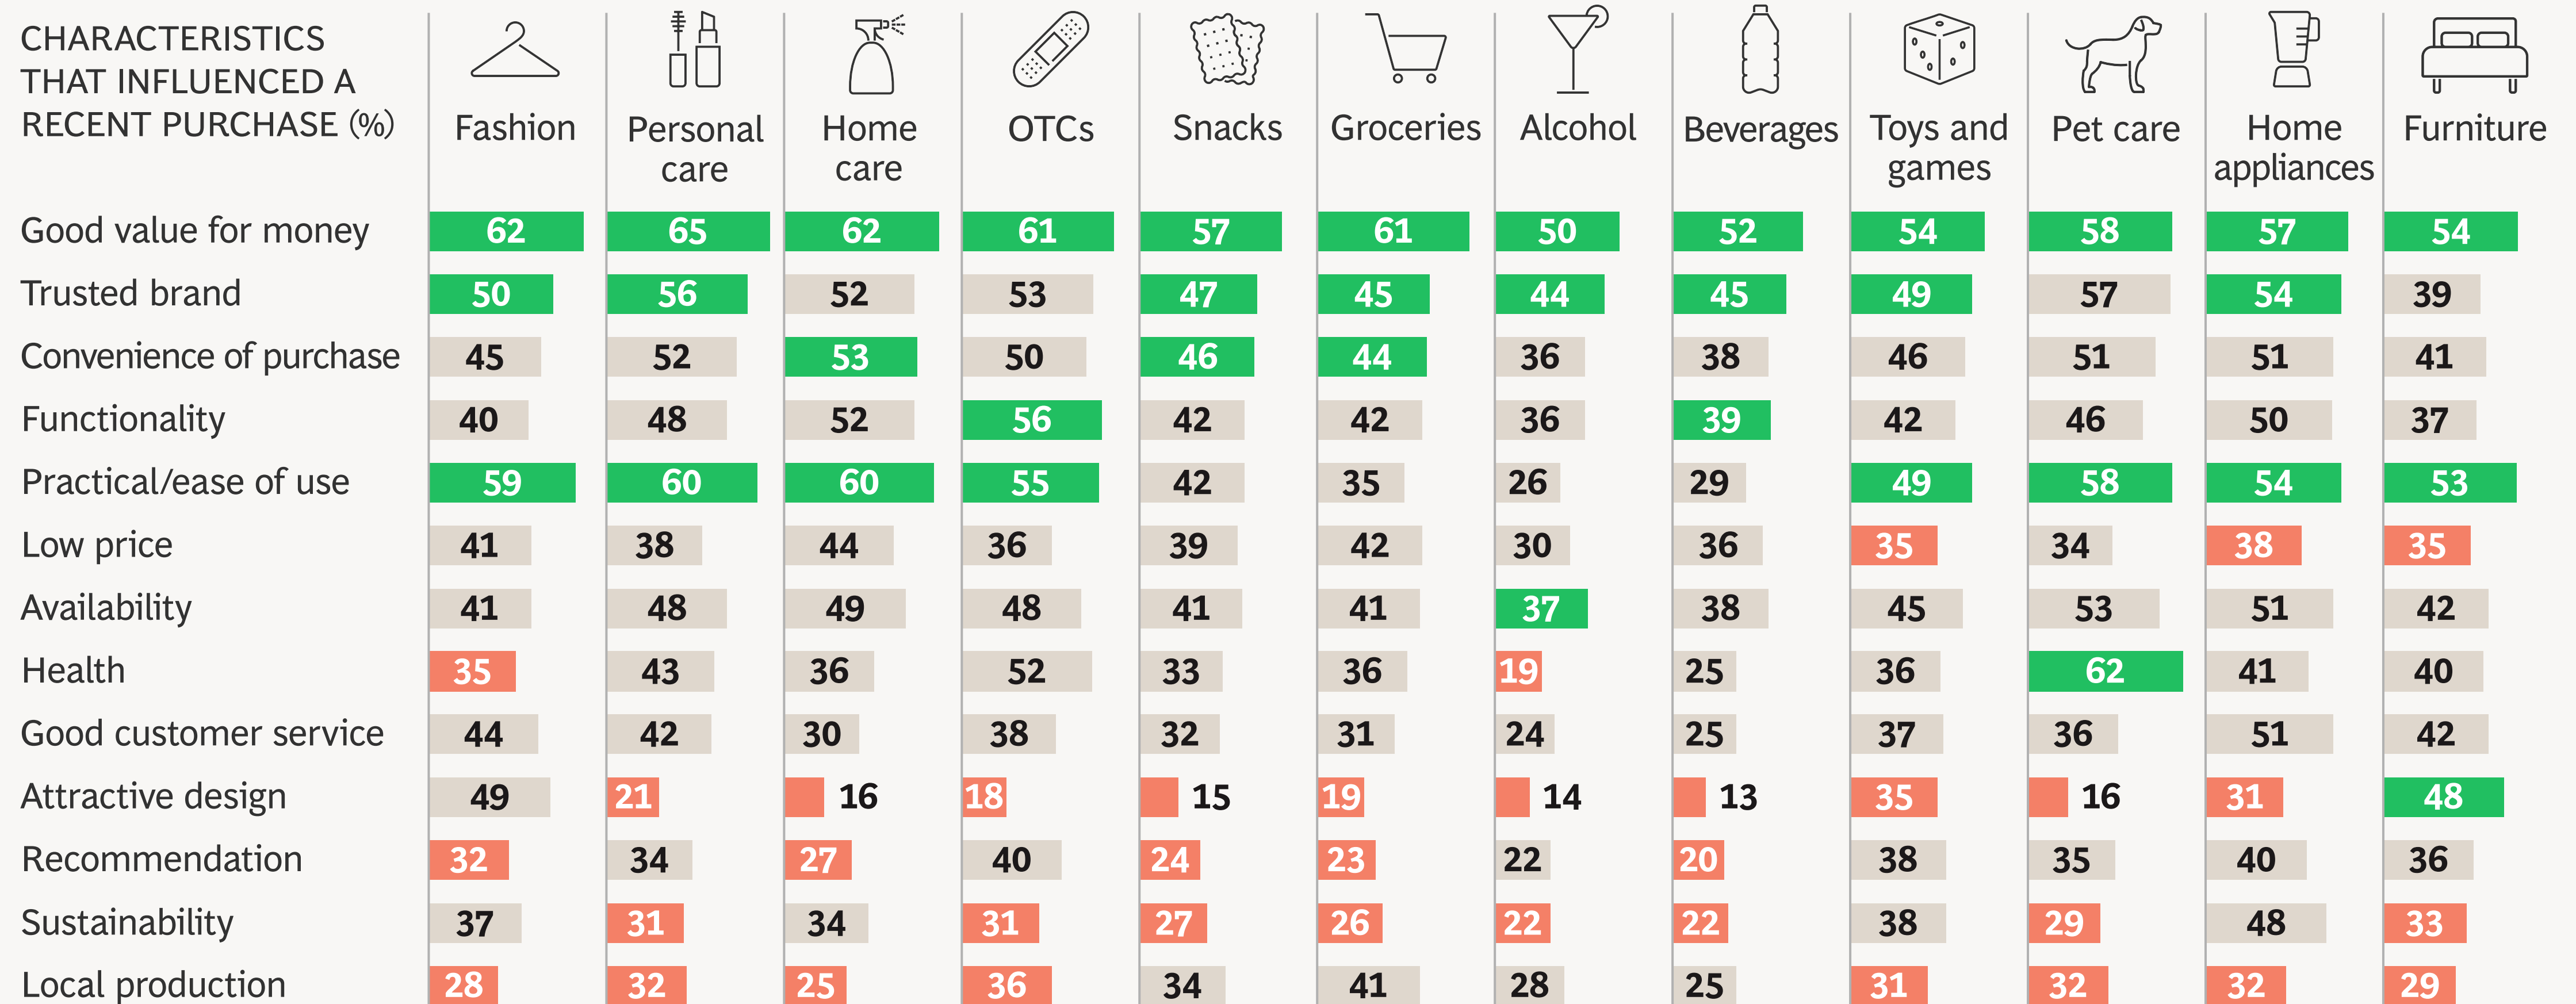 CHARACTERISTICS
THAT INFLUENCED A
RECENT PURCHASE (%)
Fashion
Personal
care
Home
care
OTCs
Snacks
Groceries
Alcohol
Beverages
Toys and
games
Pet care
Home
appliances
Furniture
Good value for money 62 65 62 61 57 61 50 52 54 58 57 54
Trusted brand 50 56 52 53 47 45 44 45 49 57 54 39
Convenience of purchase 45 52 53 50 46 44 36 38 46 51 51 41
Functionality 40 48 52 56 42 42 36 39 42 46 50 37
Practical/ease of use 59 60 60 55 42 35 26 29 49 58 54 53
Low price 41 38 44 36 39 42 30 36 35 34 38 35
Availability 41 48 49 48 41 41 37 38 45 53 51 42
Health 35 43 36 52 33 36 19 25 36 62 41 40
Good customer service 44 42 30 38 32 31 24 25 37 36 51 42
Attractive design 49 21 16 18 15 19 14 13 35 16 31 48
Recommendation 32 34 27 40 24 23 22 20 38 35 40 36
Sustainability 37 31 34 31 27 26 22 22 38 29 48 33
Local production 28 32 25 36 34 41 28 25 31 32 32 29